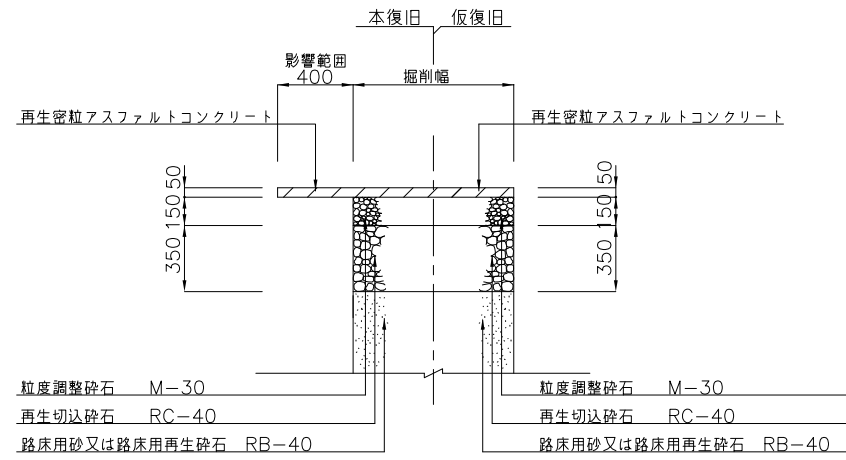 本復旧 仮復旧
影響範囲
400 掘削幅
再生密粒アスファルトコンクリート 再生密粒アスファルトコンクリート
50 50
150 150
350 350
粒度調整砕石 M-30 粒度調整砕石 M-30
再生切込砕石 RC-40 再生切込砕石 RC-40
路床用砂又は路床用再生砕石 RB-40 路床用砂又は路床用再生砕石 RB-40